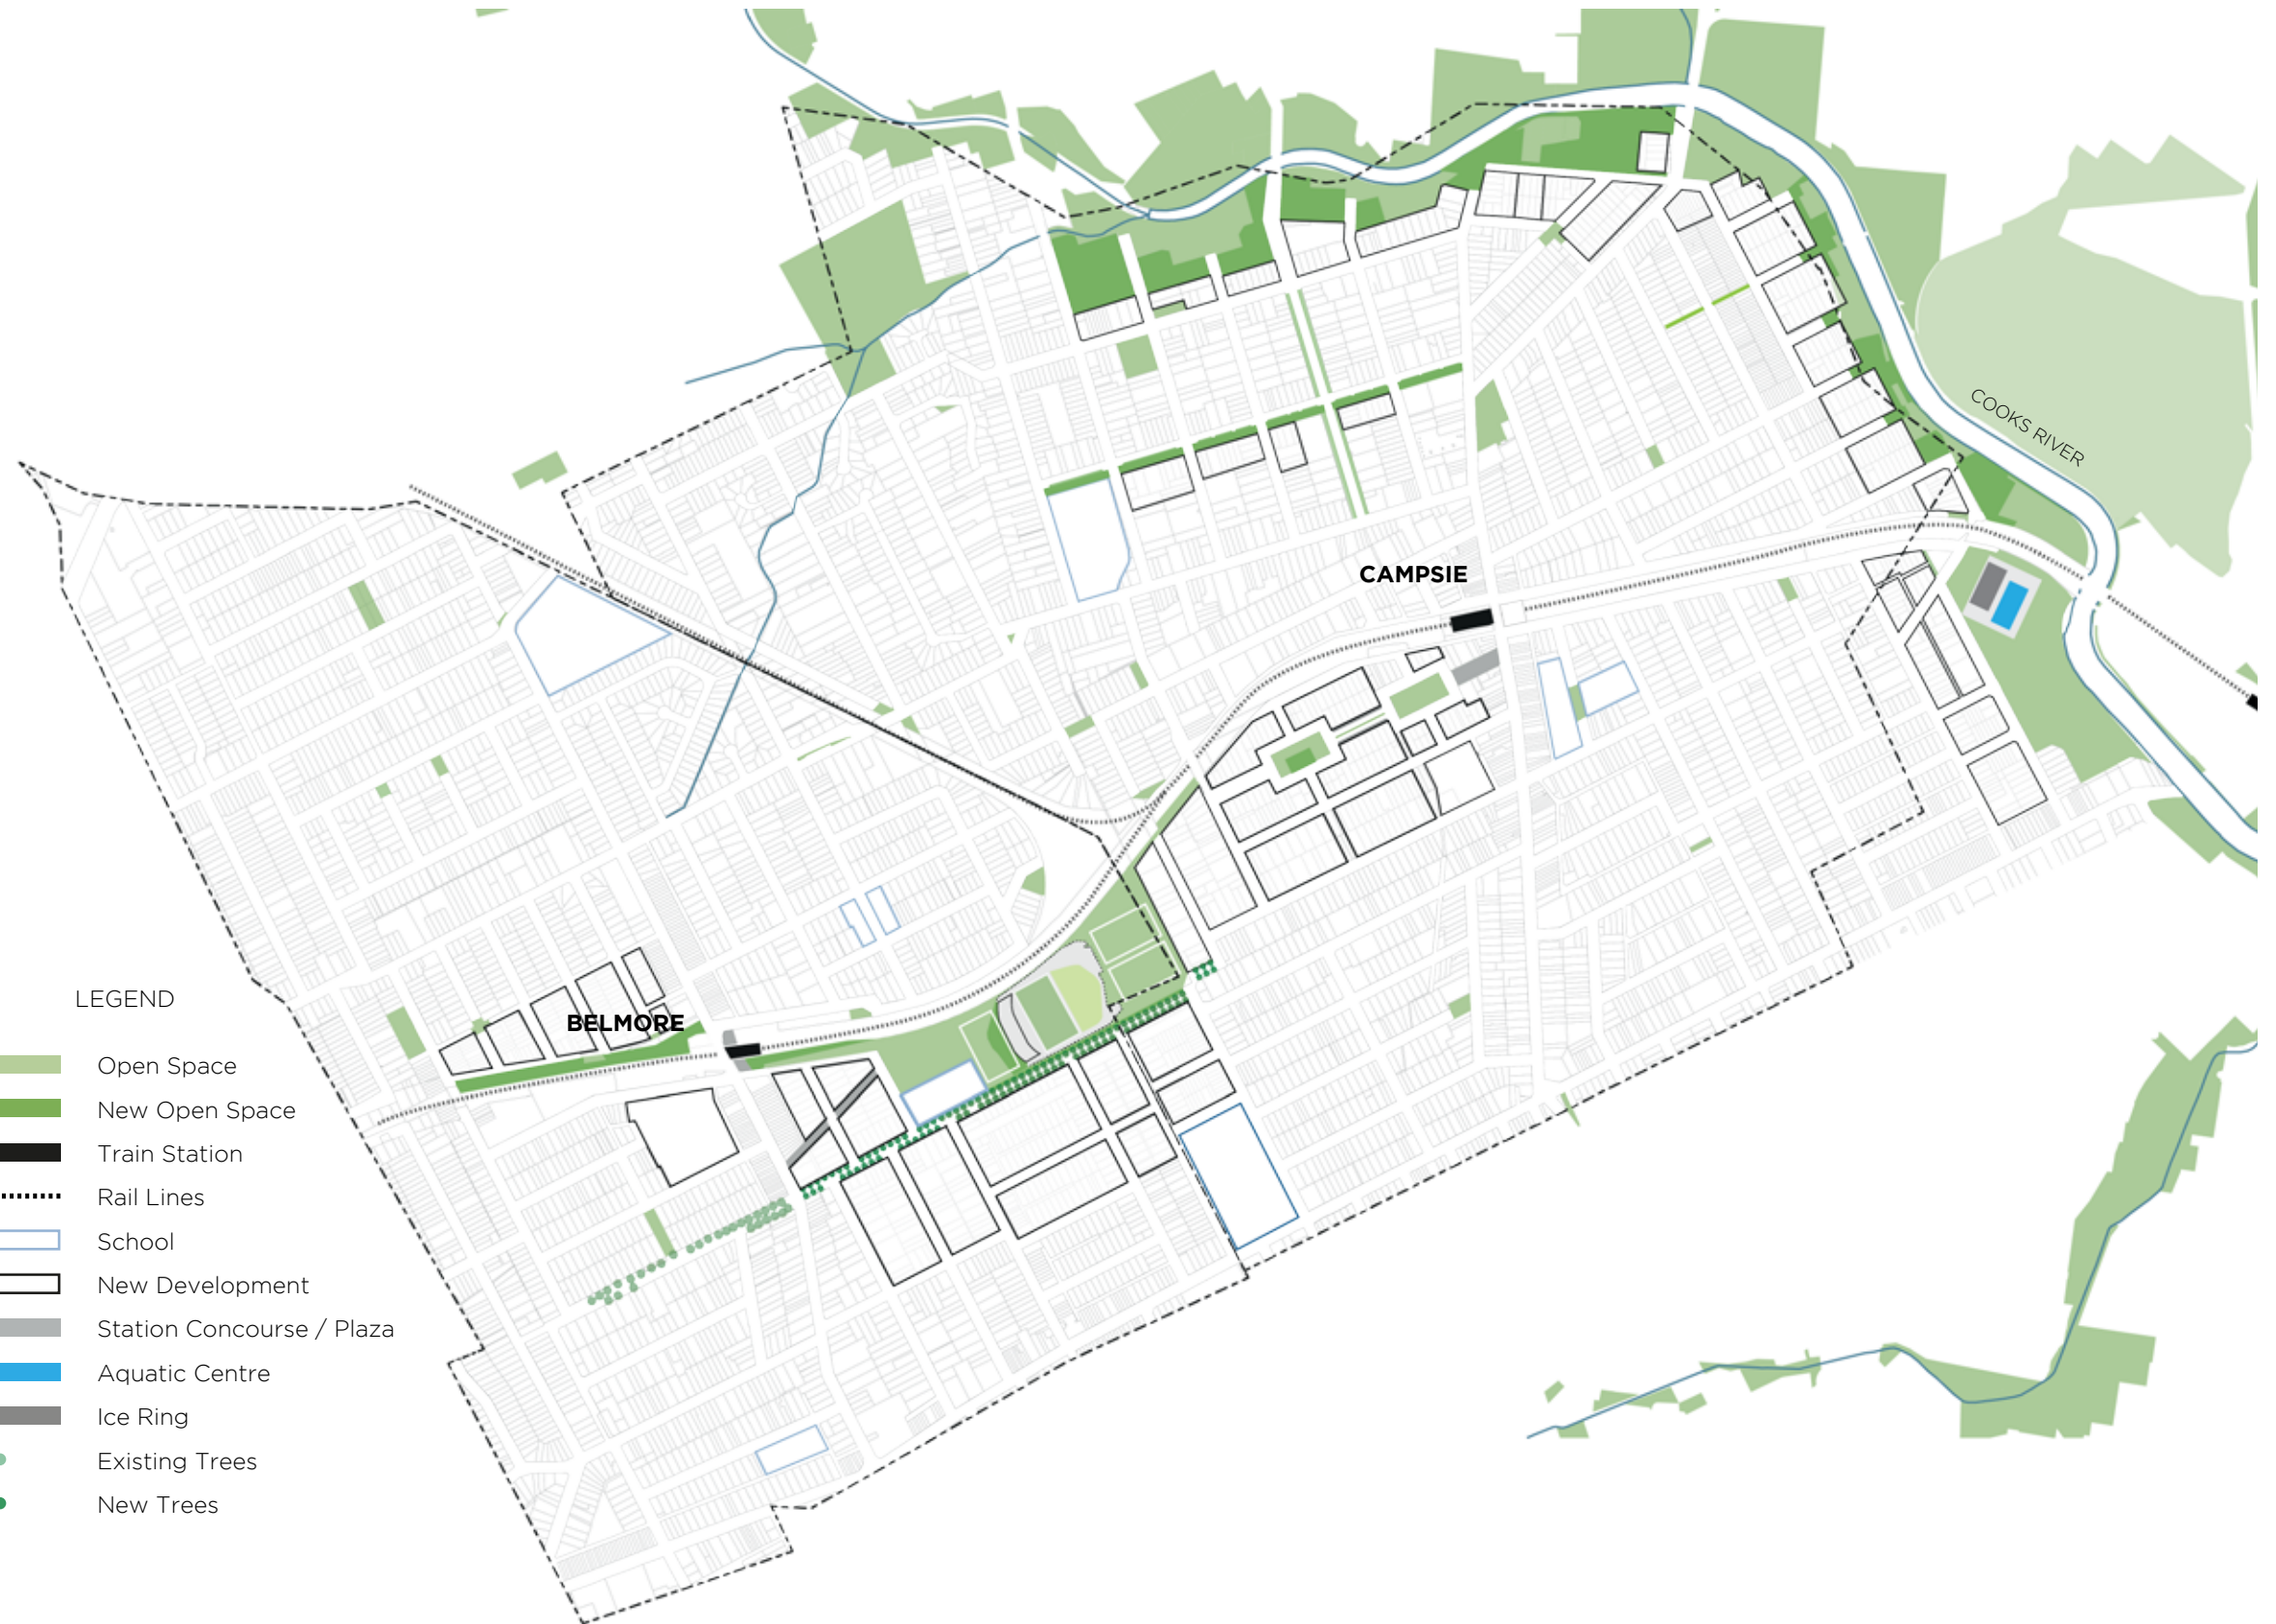 COOKS RIVER
CAMPSIE
BELMORE
LEGEND
Open Space
New Open Space
Train Station
Rail Lines
School
New Development
Station Concourse / Plaza
Aquatic Centre
Ice Ring
Existing Trees
New Trees